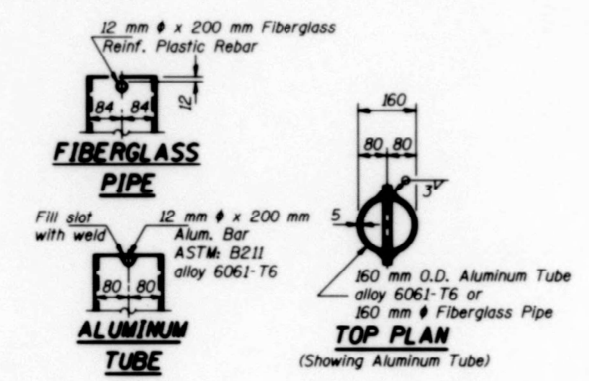 12 mm ϕ x 200 mm Fiberglass
Reinf. Plastic Rebar
84 84
12
FIBERGLASS
PIPE
Fill slot
with weld
12 mm ϕ x 200 mm
Alum. Bar
ASTM: B211
alloy 6061-T6
80 80
ALUMINUM
TUBE
160
80 80
3
5
160 mm O.D. Aluminum Tube
alloy 6061-T6 or
160 mm ϕ Fiberglass Pipe
TOP PLAN
(Showing Aluminum Tube)